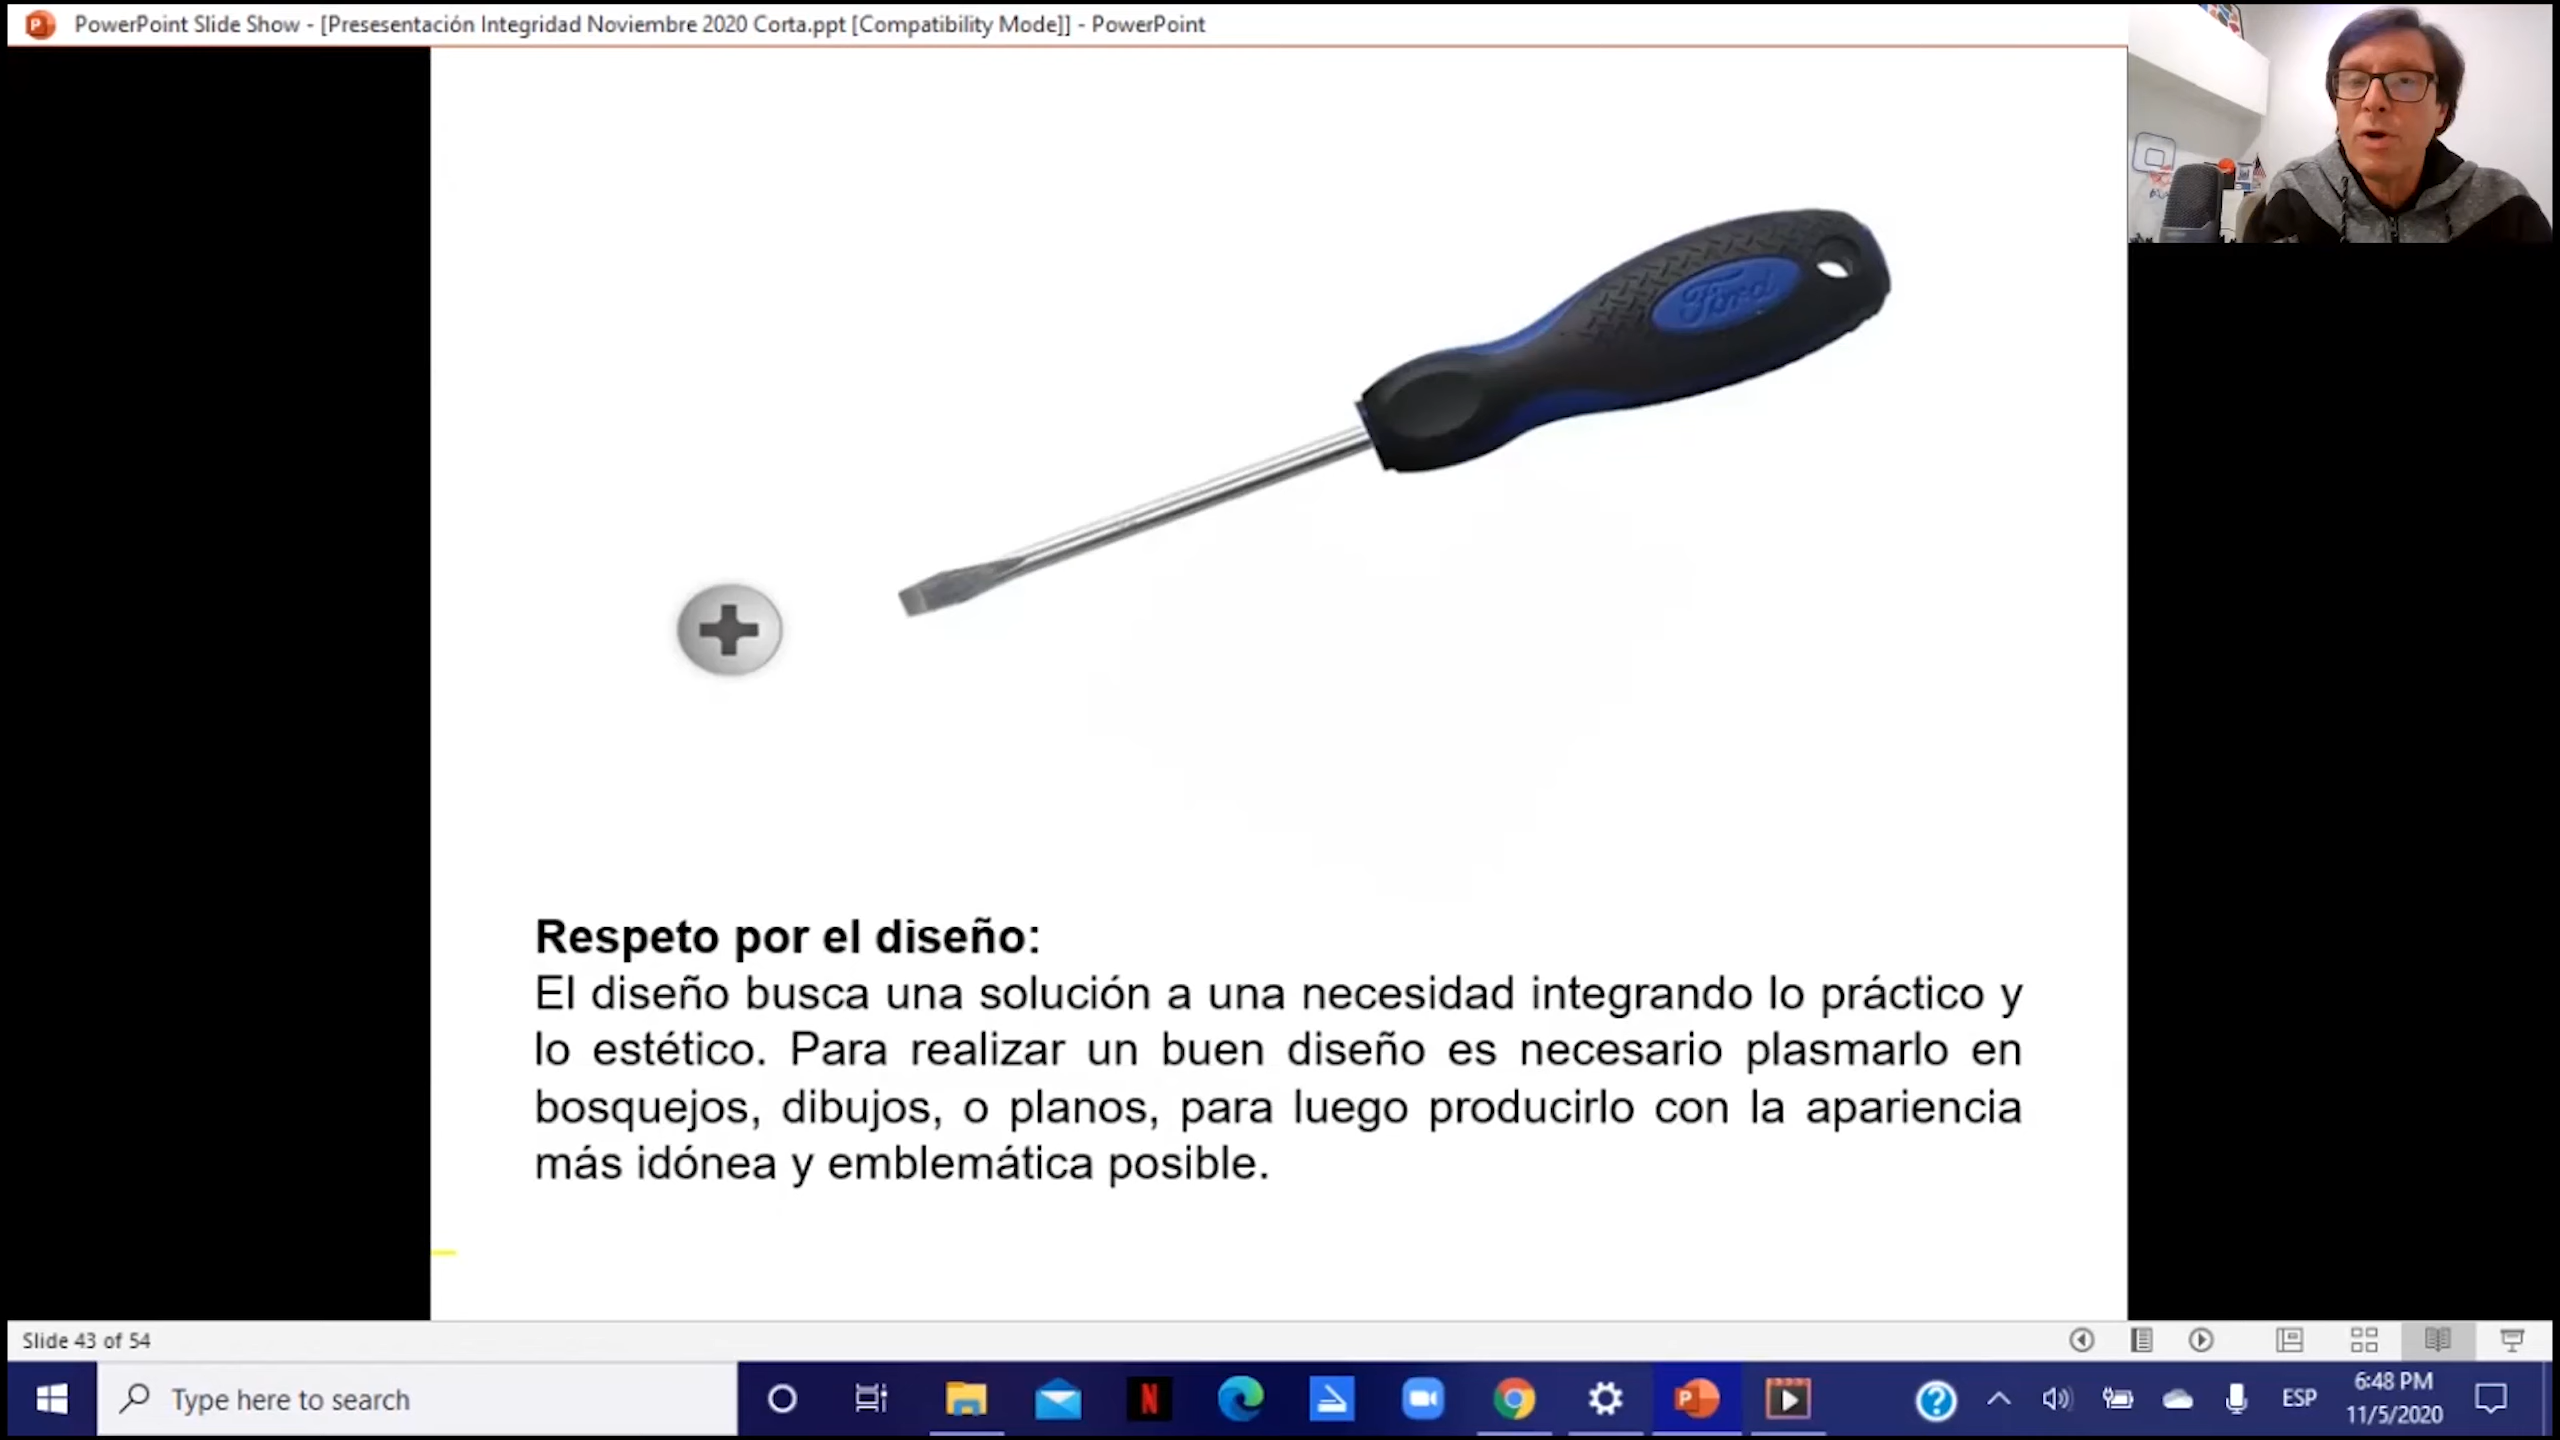 PowerPoint Slide Show - [Presesentación Integridad Noviembre 2020 Corta.ppt [Compatibility Mode]] - PowerPoint
Ford
Respeto por el diseño:
El diseño busca una solución a una necesidad integrando lo práctico y
lo estético. Para realizar un buen diseño es necesario plasmarlo en
bosquejos, dibujos, o planos, para luego producirlo con la apariencia
más idónea y emblemática posible.
Slide 43 of 54
Type here to search
ESP
6:48 PM
11/5/2020